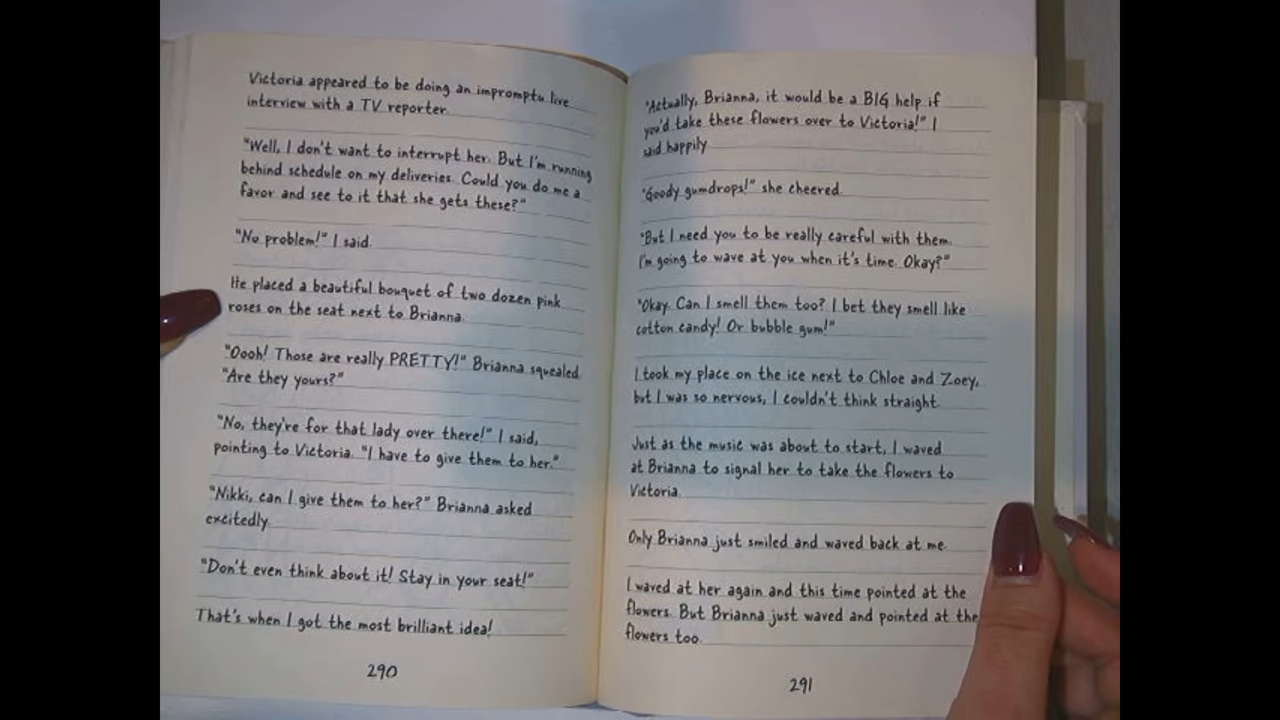 Victoria appeared to be doing an impromptu live
interview with a TV reporter.
"Well, I don't want to interrupt her. But I'm running
behind schedule on my deliveries. Could you do me a
favor and see to it that she gets these?"
"No problem!" I said.
He placed a beautiful bouquet of two dozen pink
roses on the seat next to Brianna.
"Oooh! Those are really PRETTY!" Brianna squealed.
"Are they yours?"
"No, they're for that lady over there!" I said,
pointing to Victoria. "I have to give them to her."
"Nikki, can I give them to her?" Brianna asked
excitedly.
"Don't even think about it! Stay in your seat!"
That's when I got the most brilliant idea!
290
"Actually, Brianna, it would be a BIG help if
you'd take these flowers over to Victoria!" I
said happily.
"Goody gumdrops!" she cheered.
"But I need you to be really careful with them.
I'm going to wave at you when it's time. Okay?"
"Okay. Can I smell them too? I bet they smell like
cotton candy! Or bubble gum!"
I took my place on the ice next to Chloe and Zoey,
but I was so nervous, I couldn't think straight.
Just as the music was about to start, I waved
at Brianna to signal her to take the flowers to
Victoria.
Only Brianna just smiled and waved back at me.
I waved at her again and this time pointed at the
flowers. But Brianna just waved and pointed at the
flowers too.
291